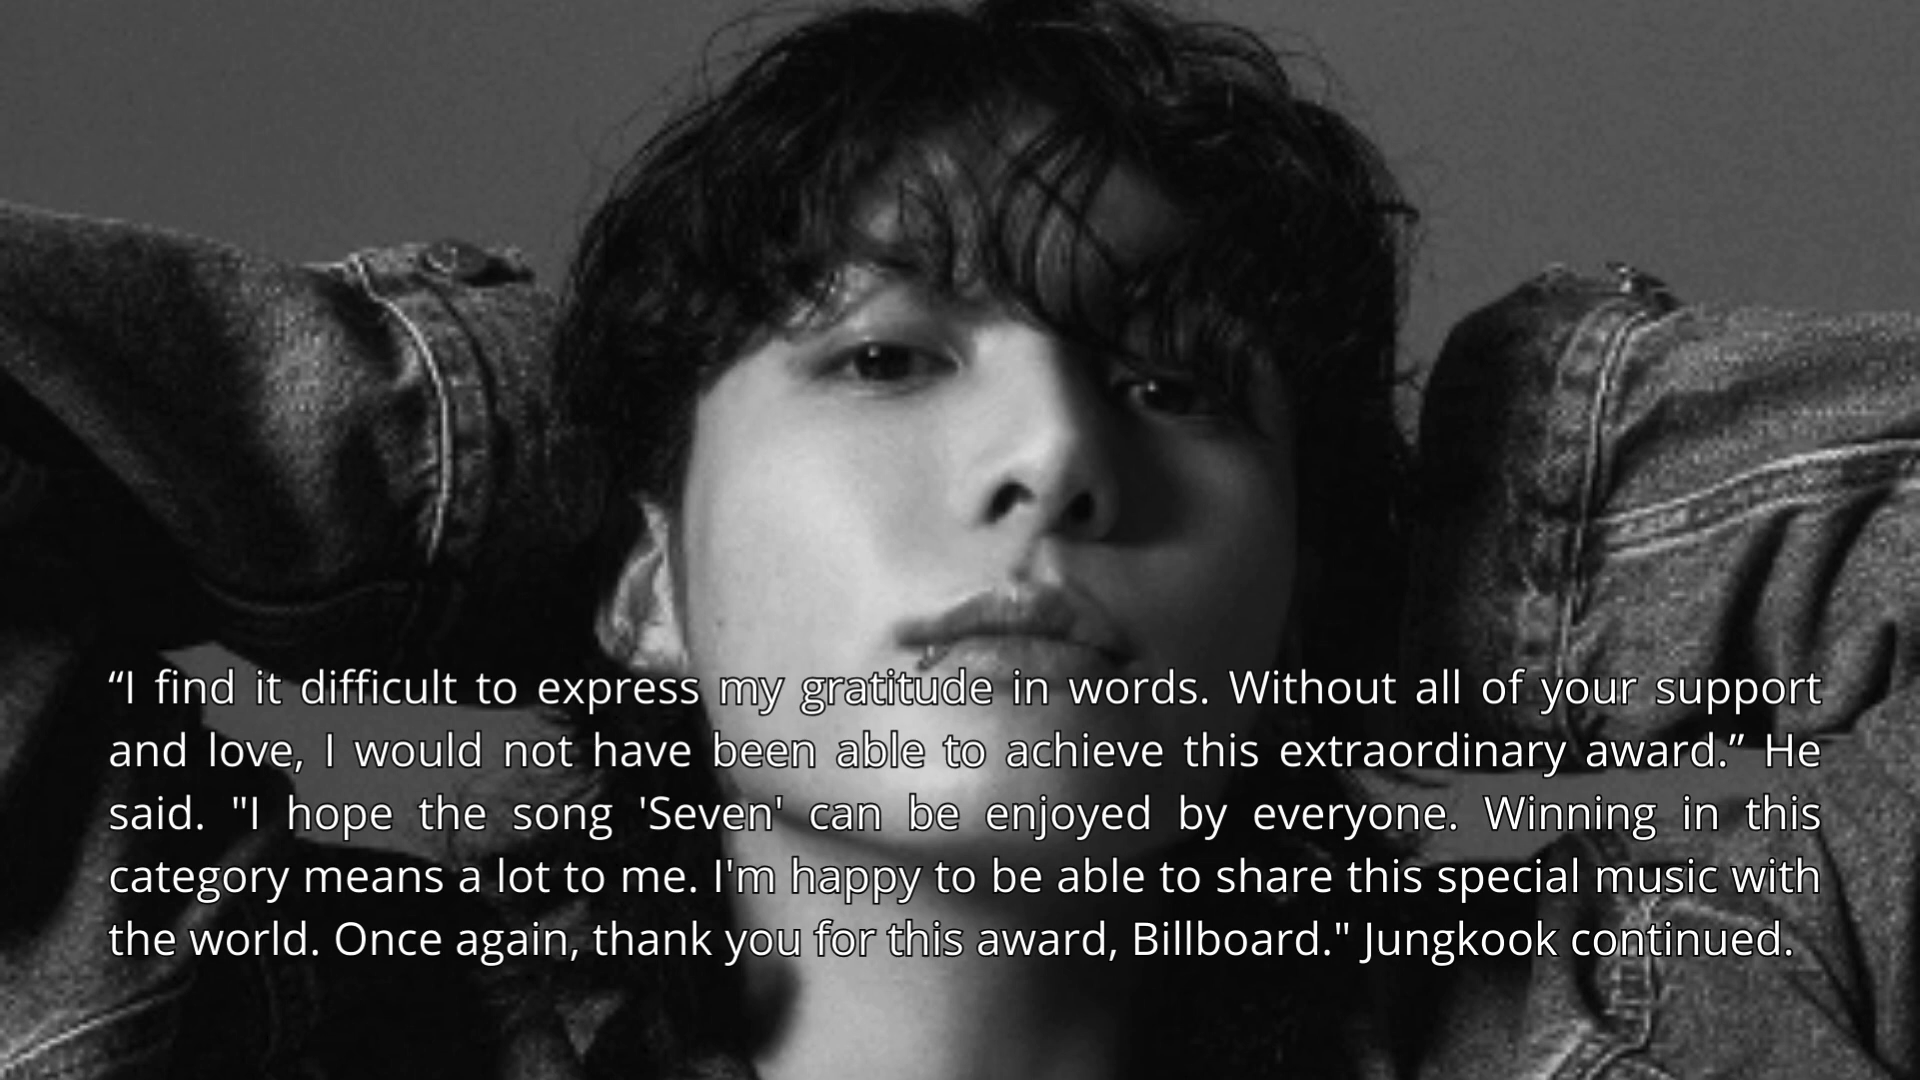 “I find it difficult to express my gratitude in words. Without all of your support
and love, I would not have been able to achieve this extraordinary award.” He
said. "I hope the song 'Seven' can be enjoyed by everyone. Winning in this
category means a lot to me. I'm happy to be able to share this special music with
the world. Once again, thank you for this award, Billboard." Jungkook continued.